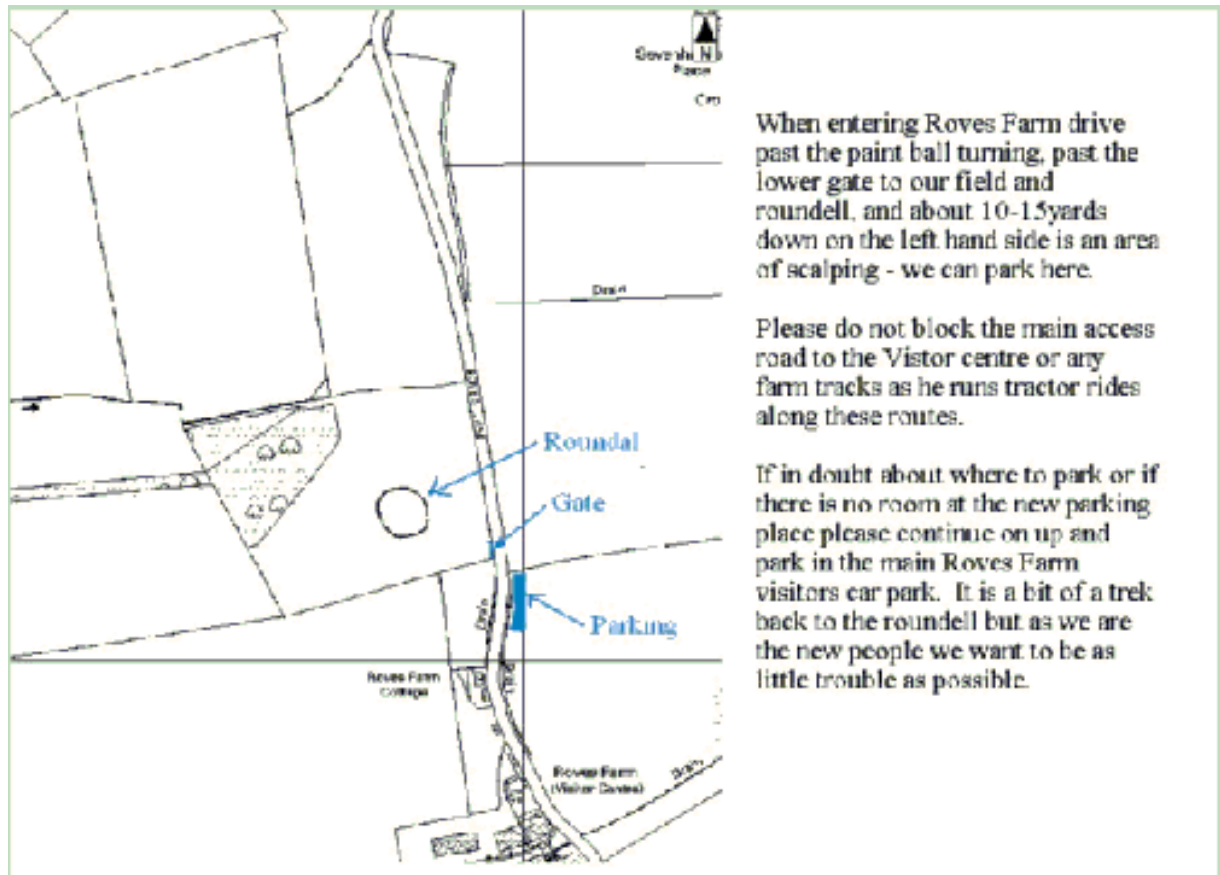 N
Place
Drain
Roundal
Gate
Drain
Parking
Roves Farm
Cottage
Roves Farm
(Visitor Centre)
Drain
When entering Roves Farm drive
past the paint ball turning, past the
lower gate to our field and
roundell, and about 10-15yards
down on the left hand side is an area
of scalping - we can park here.
Please do not block the main access
road to the Vistor centre or any
farm tracks as he runs tractor rides
along these routes.
If in doubt about where to park or if
there is no room at the new parking
place please continue on up and
park in the main Roves Farm
visitors car park. It is a bit of a trek
back to the roundell but as we are
the new people we want to be as
little trouble as possible.